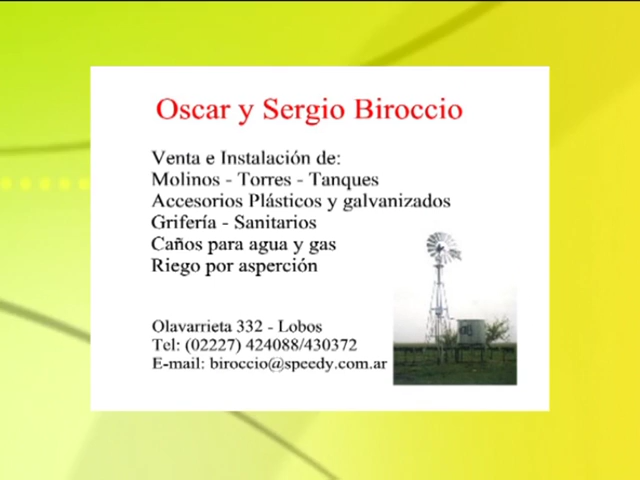 Oscar y Sergio Biroccio
Venta e Instalación de:
Molinos - Torres - Tanques
Accesorios Plásticos y galvanizados
Grifería - Sanitarios
Caños para agua y gas
Riego por asperción
Olavarrieta 332 - Lobos
Tel: (02227) 424088/430372
E-mail: biroccio@speedy.com.ar